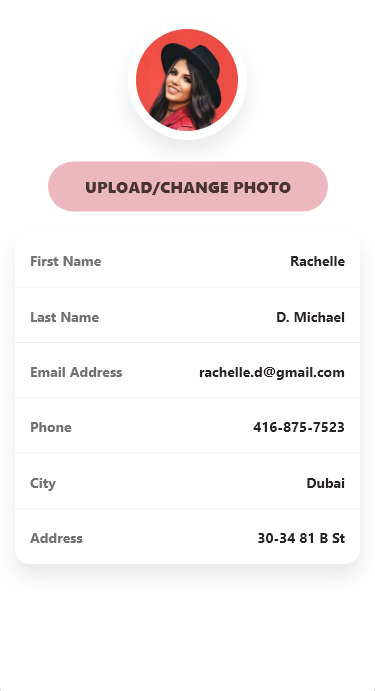 UPLOAD/CHANGE PHOTO
First Name Rachelle
Last Name D. Michael
Email Address rachelle.d@gmail.com
Phone 416-875-7523
City Dubai
Address 30-34 81 B St